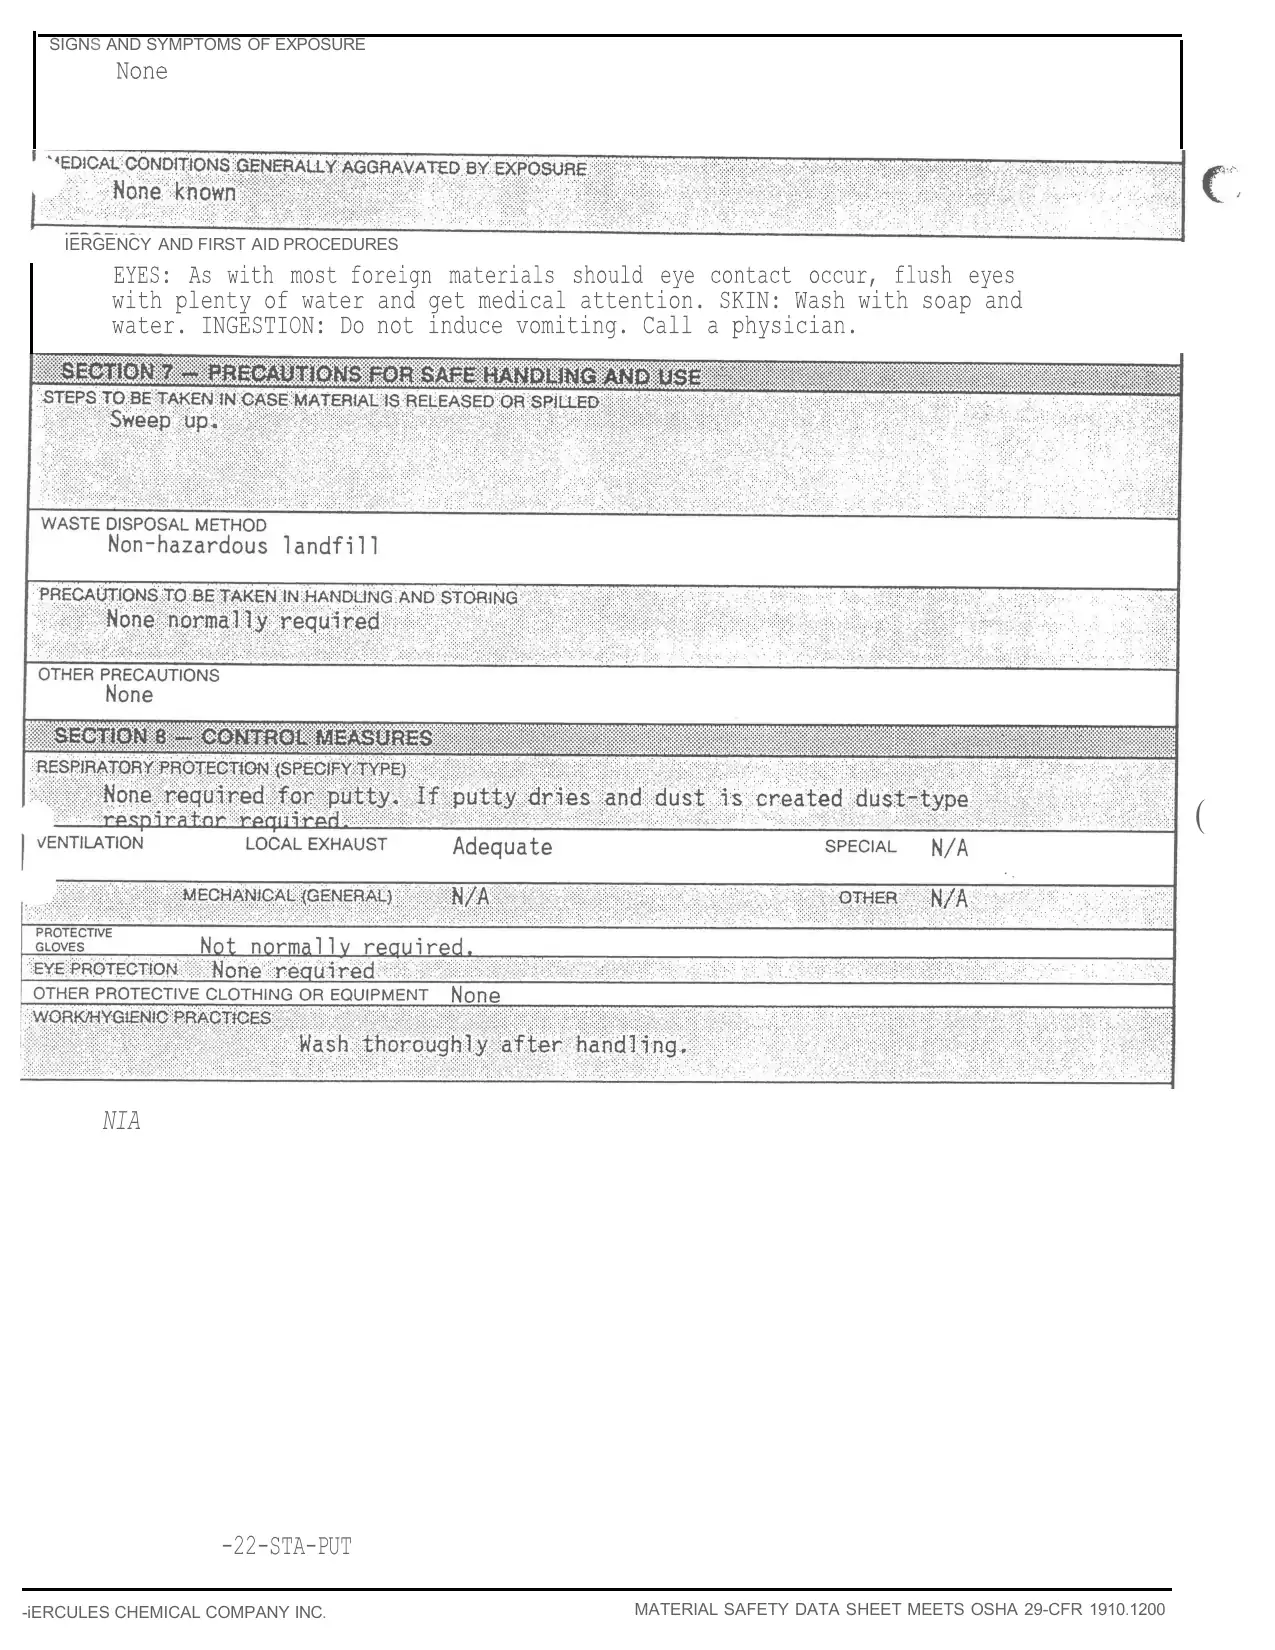 SIGNS AND SYMPTOMS OF EXPOSURE
None
MEDICAL CONDITIONS GENERALLY AGGRAVATED BY EXPOSURE
None known
IERGENCY AND FIRST AID PROCEDURES
EYES: As with most foreign materials should eye contact occur, flush eyes
with plenty of water and get medical attention. SKIN: Wash with soap and
water. INGESTION: Do not induce vomiting. Call a physician.
SECTION 7 — PRECAUTIONS FOR SAFE HANDLING AND USE
STEPS TO BE TAKEN IN CASE MATERIAL IS RELEASED OR SPILLED
Sweep up.
WASTE DISPOSAL METHOD
Non-hazardous landfill
PRECAUTIONS TO BE TAKEN IN HANDLING AND STORING
None normally required
OTHER PRECAUTIONS
None
SECTION 8 — CONTROL MEASURES
RESPIRATORY PROTECTION (SPECIFY TYPE)
None required for putty. If putty dries and dust is created dust-type
respirator required.
VENTILATION LOCAL EXHAUST Adequate SPECIAL N/A
MECHANICAL (GENERAL) N/A OTHER N/A
PROTECTIVE
GLOVES Not normally required.
EYE PROTECTION None required
OTHER PROTECTIVE CLOTHING OR EQUIPMENT None
WORK/HYGIENIC PRACTICES
Wash thoroughly after handling.
NIA
-22-STA-PUT
-iERCULES CHEMICAL COMPANY INC. MATERIAL SAFETY DATA SHEET MEETS OSHA 29-CFR 1910.1200